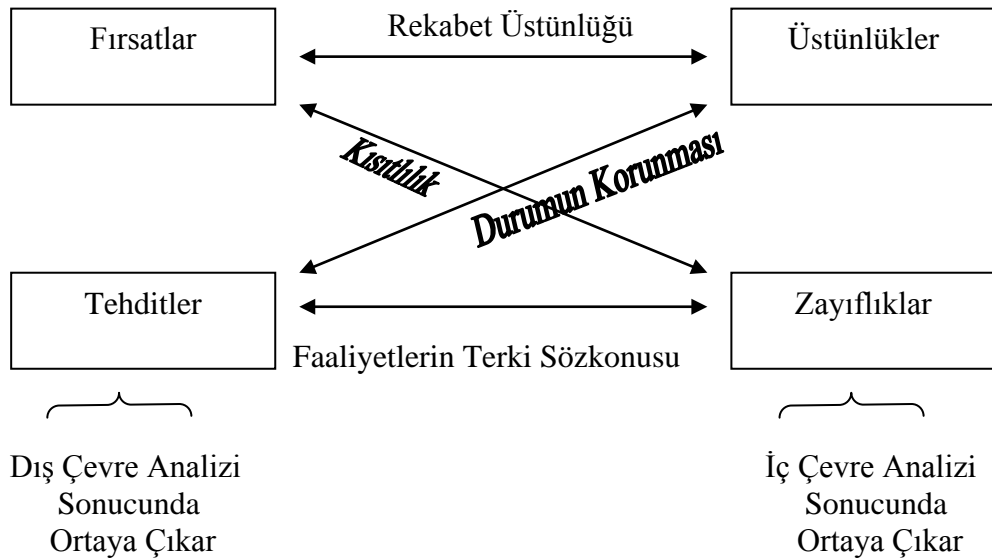 Fırsatlar
Rekabet Üstünlüğü
Üstünlükler
Kısıtlılık
Durumun Korunması
Tehditler
Zayıflıklar
Faaliyetlerin Terki Sözkonusu
Dış Çevre Analizi
Sonucunda
Ortaya Çıkar
İç Çevre Analizi
Sonucunda
Ortaya Çıkar